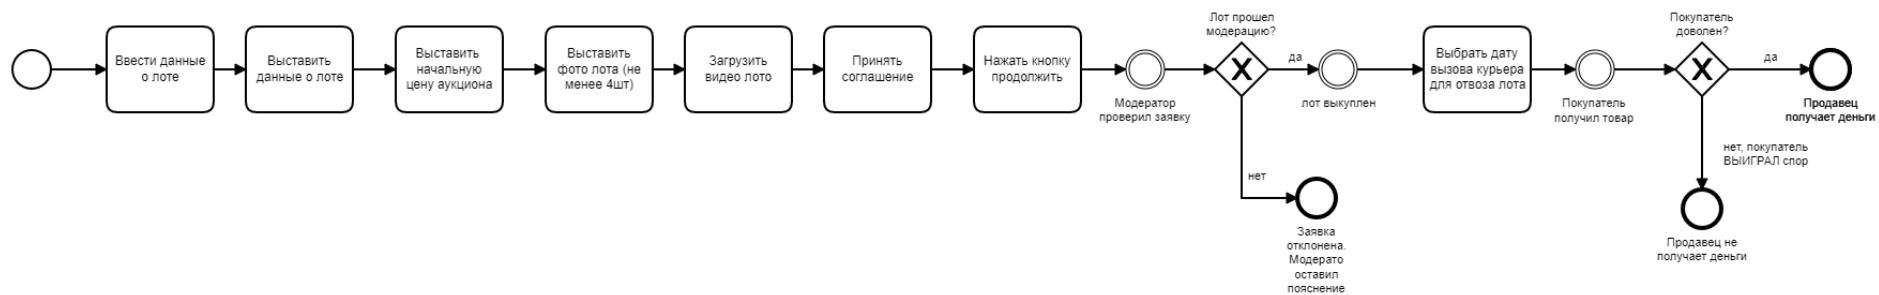 Ввести данные
о лоте
Выставить
данные о лоте
Выставить
начальную
цену аукциона
Выставить
фото лота (не
менее 4шт)
Загрузить
видео лото
Принять
соглашение
Нажать кнопку
продолжить
Модератор
проверил заявку
Лот прошел
модерацию?
да
нет
Заявка
отклонена.
Модерато
оставил
пояснение
лот выкуплен
Выбрать дату
вызова курьера
для отвоза лота
Покупатель
получил товар
Покупатель
доволен?
да
Продавец
получает деньги
нет, покупатель
ВЫИГРАЛ спор
Продавец не
получает деньги